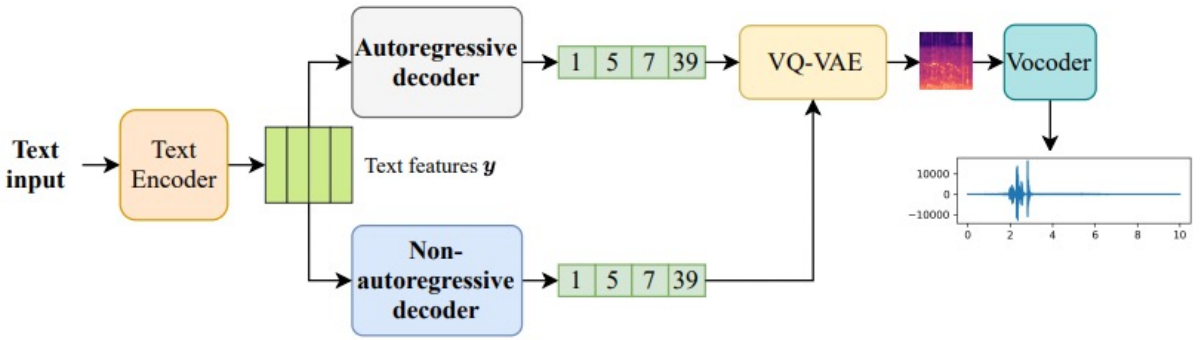 Text
input
Text
Encoder
Text features y
Autoregressive
decoder
1 5 7 39
Non-
autoregressive
decoder
1 5 7 39
VQ-VAE
Vocoder
10000
0
−10000
0 2 4 6 8 10